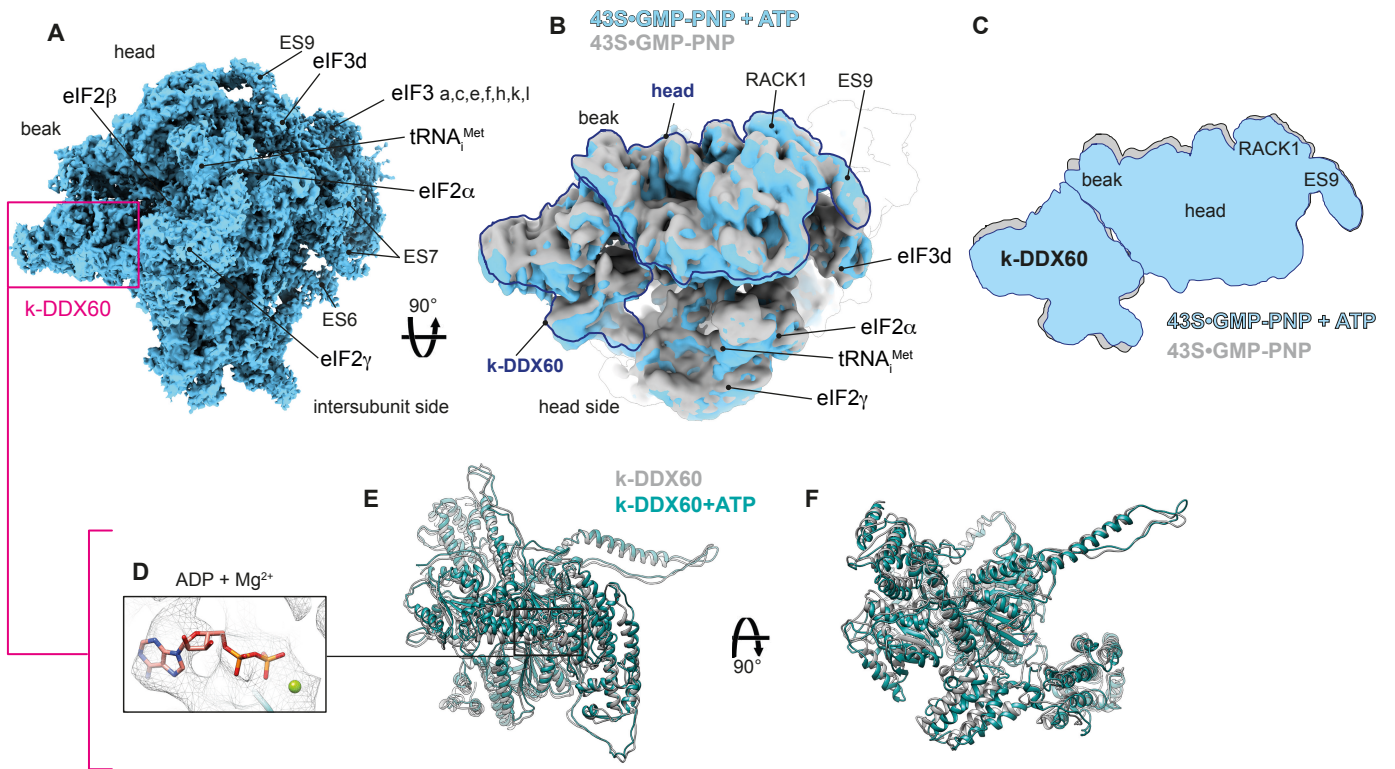 A
head
ES9
eIF3d
eIF2β
eIF3 a,c,e,f,h,k,l
beak
tRNAᵢᴹᵉᵗ
eIF2α
ES7
k-DDX60
ES6
eIF2γ
intersubunit side
90°
B
43S•GMP-PNP + ATP
43S•GMP-PNP
head
RACK1
ES9
beak
eIF3d
eIF2α
tRNAᵢᴹᵉᵗ
k-DDX60
eIF2γ
head side
C
RACK1
beak
ES9
head
k-DDX60
43S•GMP-PNP + ATP
43S•GMP-PNP
D
ADP + Mg²⁺
E
k-DDX60
k-DDX60+ATP
90°
F